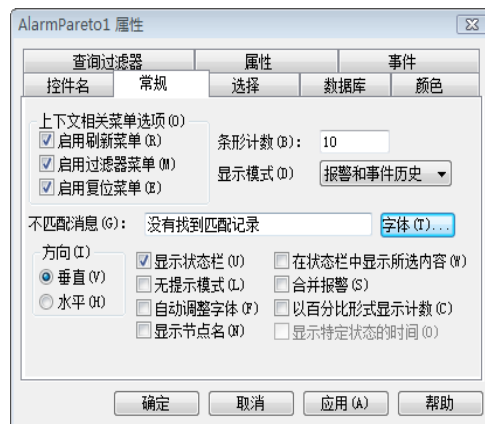 AlarmPareto1 属性
查询过滤器 属性 事件
控件名 常规 选择 数据库 颜色
上下文相关菜单选项(O)
启用刷新菜单(R)
启用过滤器菜单(M)
启用复位菜单(E)
条形计数(B): 10
显示模式(D) 报警和事件历史
不匹配消息(G): 没有找到匹配记录 字体(T)...
方向(I)
垂直(V)
水平(H)
显示状态栏(U) 在状态栏中显示所选内容(W)
无提示模式(L) 合并报警(S)
自动调整字体(F) 以百分比形式显示计数(C)
显示节点名(N) 显示特定状态的时间(O)
确定 取消 应用(A) 帮助